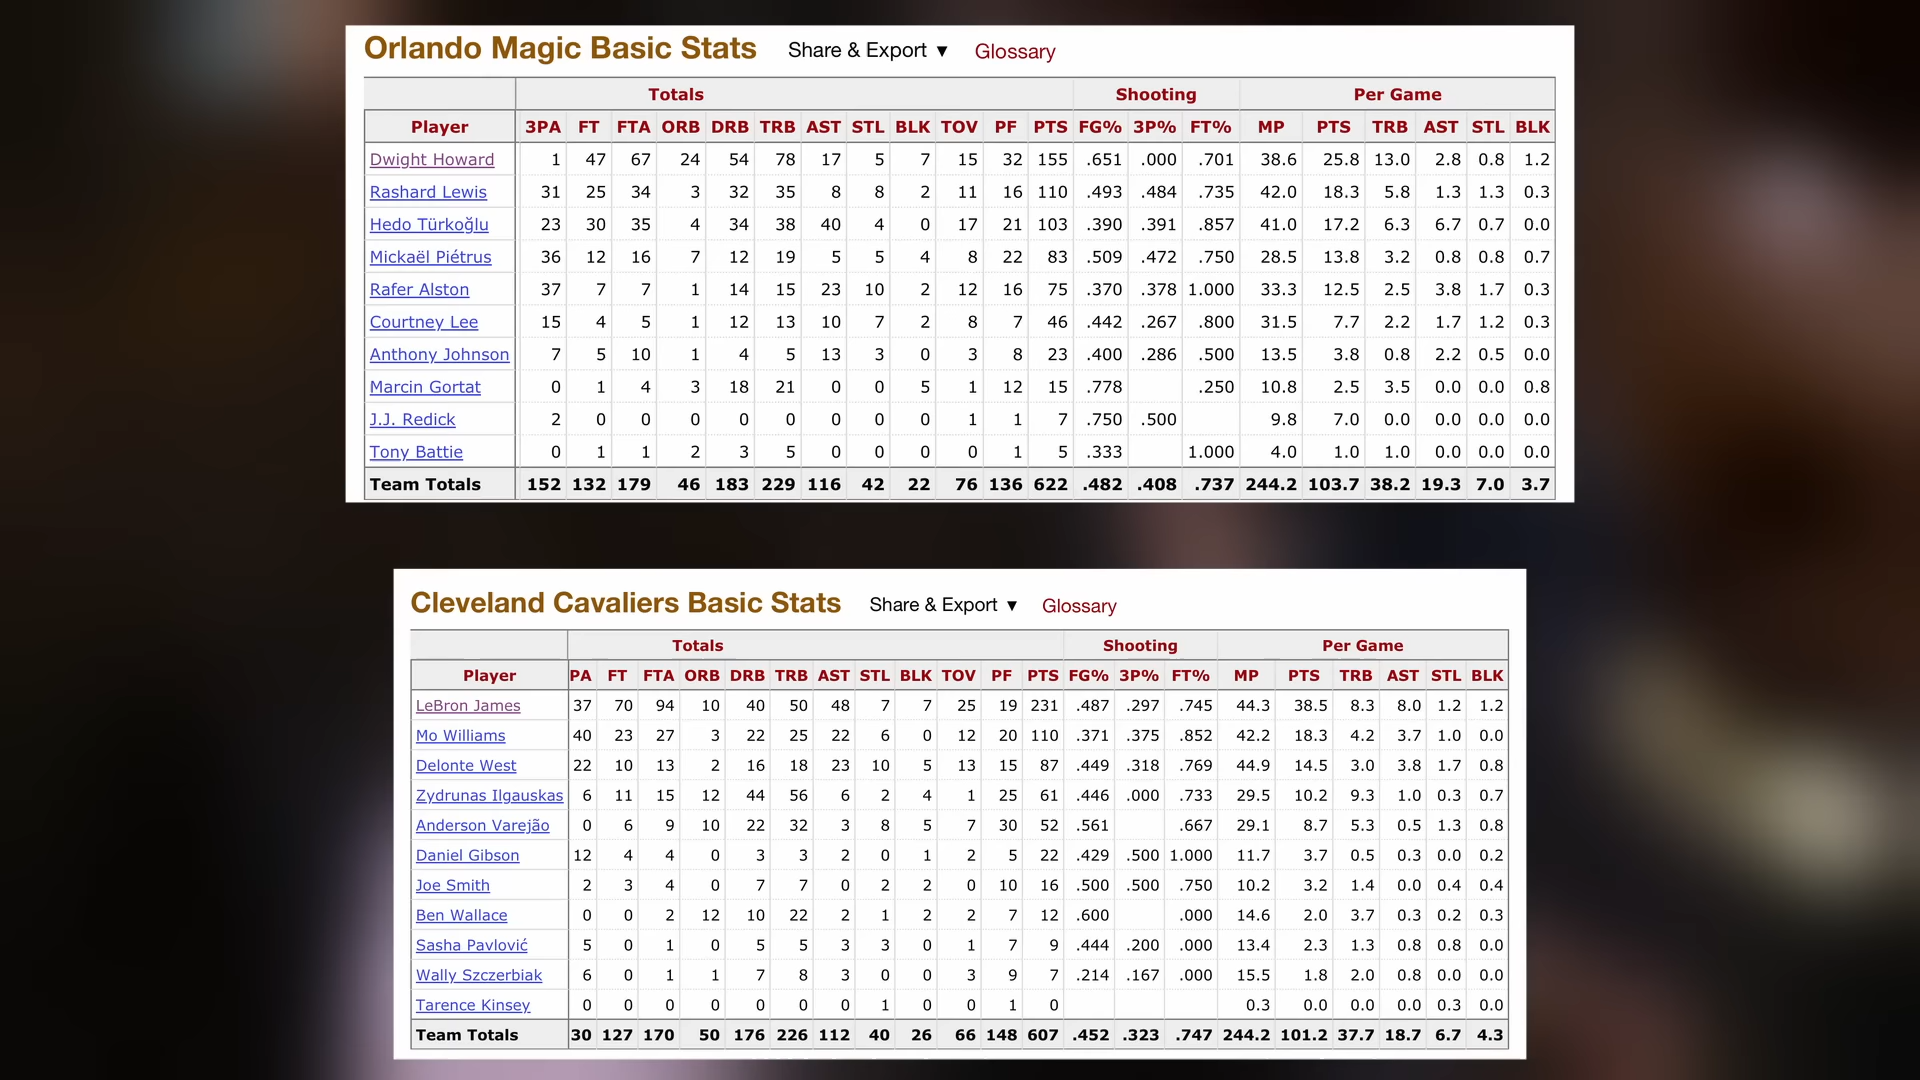 Orlando Magic Basic Stats Share & Export ▼ Glossary
Totals Shooting Per Game
Player 3PA FT FTA ORB DRB TRB AST STL BLK TOV PF PTS FG% 3P% FT% MP PTS TRB AST STL BLK
Dwight Howard 1 47 67 24 54 78 17 5 7 15 32 155 .651 .000 .701 38.6 25.8 13.0 2.8 0.8 1.2
Rashard Lewis 31 25 34 3 32 35 8 8 2 11 16 110 .493 .484 .735 42.0 18.3 5.8 1.3 1.3 0.3
Hedo Türkoğlu 23 30 35 4 34 38 40 4 0 17 21 103 .390 .391 .857 41.0 17.2 6.3 6.7 0.7 0.0
Mickaël Piétrus 36 12 16 7 12 19 5 5 4 8 22 83 .509 .472 .750 28.5 13.8 3.2 0.8 0.8 0.7
Rafer Alston 37 7 7 1 14 15 23 10 2 12 16 75 .370 .378 1.000 33.3 12.5 2.5 3.8 1.7 0.3
Courtney Lee 15 4 5 1 12 13 10 7 2 8 7 46 .442 .267 .800 31.5 7.7 2.2 1.7 1.2 0.3
Anthony Johnson 7 5 10 1 4 5 13 3 0 3 8 23 .400 .286 .500 13.5 3.8 0.8 2.2 0.5 0.0
Marcin Gortat 0 1 4 3 18 21 0 0 5 1 12 15 .778 .250 10.8 2.5 3.5 0.0 0.0 0.8
J.J. Redick 2 0 0 0 0 0 0 0 0 1 1 7 .750 .500 9.8 7.0 0.0 0.0 0.0 0.0
Tony Battie 0 1 1 2 3 5 0 0 0 0 1 5 .333 1.000 4.0 1.0 1.0 0.0 0.0 0.0
Team Totals 152 132 179 46 183 229 116 42 22 76 136 622 .482 .408 .737 244.2 103.7 38.2 19.3 7.0 3.7
Cleveland Cavaliers Basic Stats Share & Export ▼ Glossary
Totals Shooting Per Game
Player PA FT FTA ORB DRB TRB AST STL BLK TOV PF PTS FG% 3P% FT% MP PTS TRB AST STL BLK
LeBron James 37 70 94 10 40 50 48 7 7 25 19 231 .487 .297 .745 44.3 38.5 8.3 8.0 1.2 1.2
Mo Williams 40 23 27 3 22 25 22 6 0 12 20 110 .371 .375 .852 42.2 18.3 4.2 3.7 1.0 0.0
Delonte West 22 10 13 2 16 18 23 10 5 13 15 87 .449 .318 .769 44.9 14.5 3.0 3.8 1.7 0.8
Zydrunas Ilgauskas 6 11 15 12 44 56 6 2 4 1 25 61 .446 .000 .733 29.5 10.2 9.3 1.0 0.3 0.7
Anderson Varejão 0 6 9 10 22 32 3 8 5 7 30 52 .561 .667 29.1 8.7 5.3 0.5 1.3 0.8
Daniel Gibson 12 4 4 0 3 3 2 0 1 2 5 22 .429 .500 1.000 11.7 3.7 0.5 0.3 0.0 0.2
Joe Smith 2 3 4 0 7 7 0 2 2 0 10 16 .500 .500 .750 10.2 3.2 1.4 0.0 0.4 0.4
Ben Wallace 0 0 2 12 10 22 2 1 2 2 7 12 .600 .000 14.6 2.0 3.7 0.3 0.2 0.3
Sasha Pavlović 5 0 1 0 5 5 3 3 0 1 7 9 .444 .200 .000 13.4 2.3 1.3 0.8 0.8 0.0
Wally Szczerbiak 6 0 1 1 7 8 3 0 0 3 9 7 .214 .167 .000 15.5 1.8 2.0 0.8 0.0 0.0
Tarence Kinsey 0 0 0 0 0 0 0 1 0 0 1 0 0.3 0.0 0.0 0.0 0.3 0.0
Team Totals 30 127 170 50 176 226 112 40 26 66 148 607 .452 .323 .747 244.2 101.2 37.7 18.7 6.7 4.3